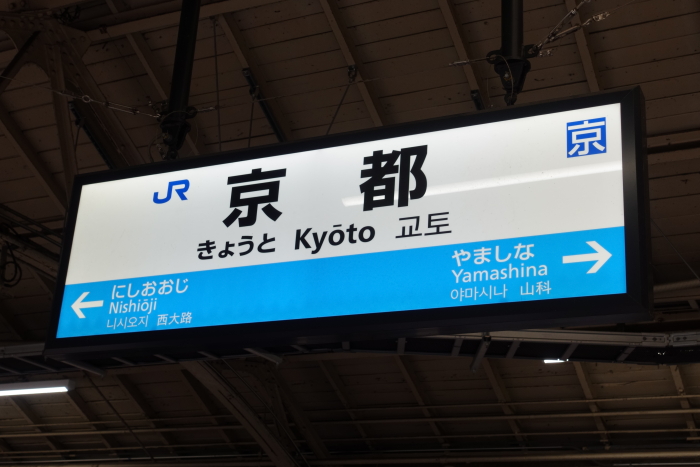 JR 京都 京
きょうと Kyōto 교토
にしおおじ
Nishiōji
니시오지 西大路
やましな
Yamashina
야마시나 山科